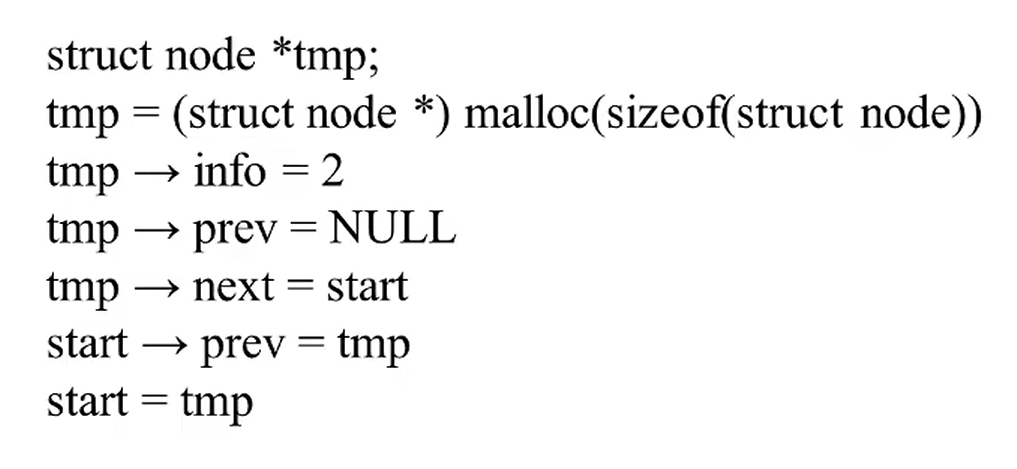 struct node *tmp;
tmp = (struct node *) malloc(sizeof(struct node))
tmp → info = 2
tmp → prev = NULL
tmp → next = start
start → prev = tmp
start = tmp